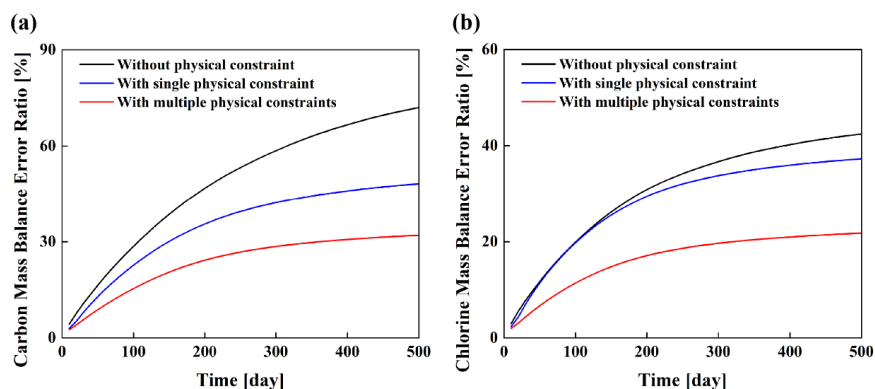 (a)
Carbon Mass Balance Error Ratio [%]
90
60
30
0
Without physical constraint
With single physical constraint
With multiple physical constraints
0 100 200 300 400 500
Time [day]
(b)
Chlorine Mass Balance Error Ratio [%]
60
40
20
0
Without physical constraint
With single physical constraint
With multiple physical constraints
0 100 200 300 400 500
Time [day]